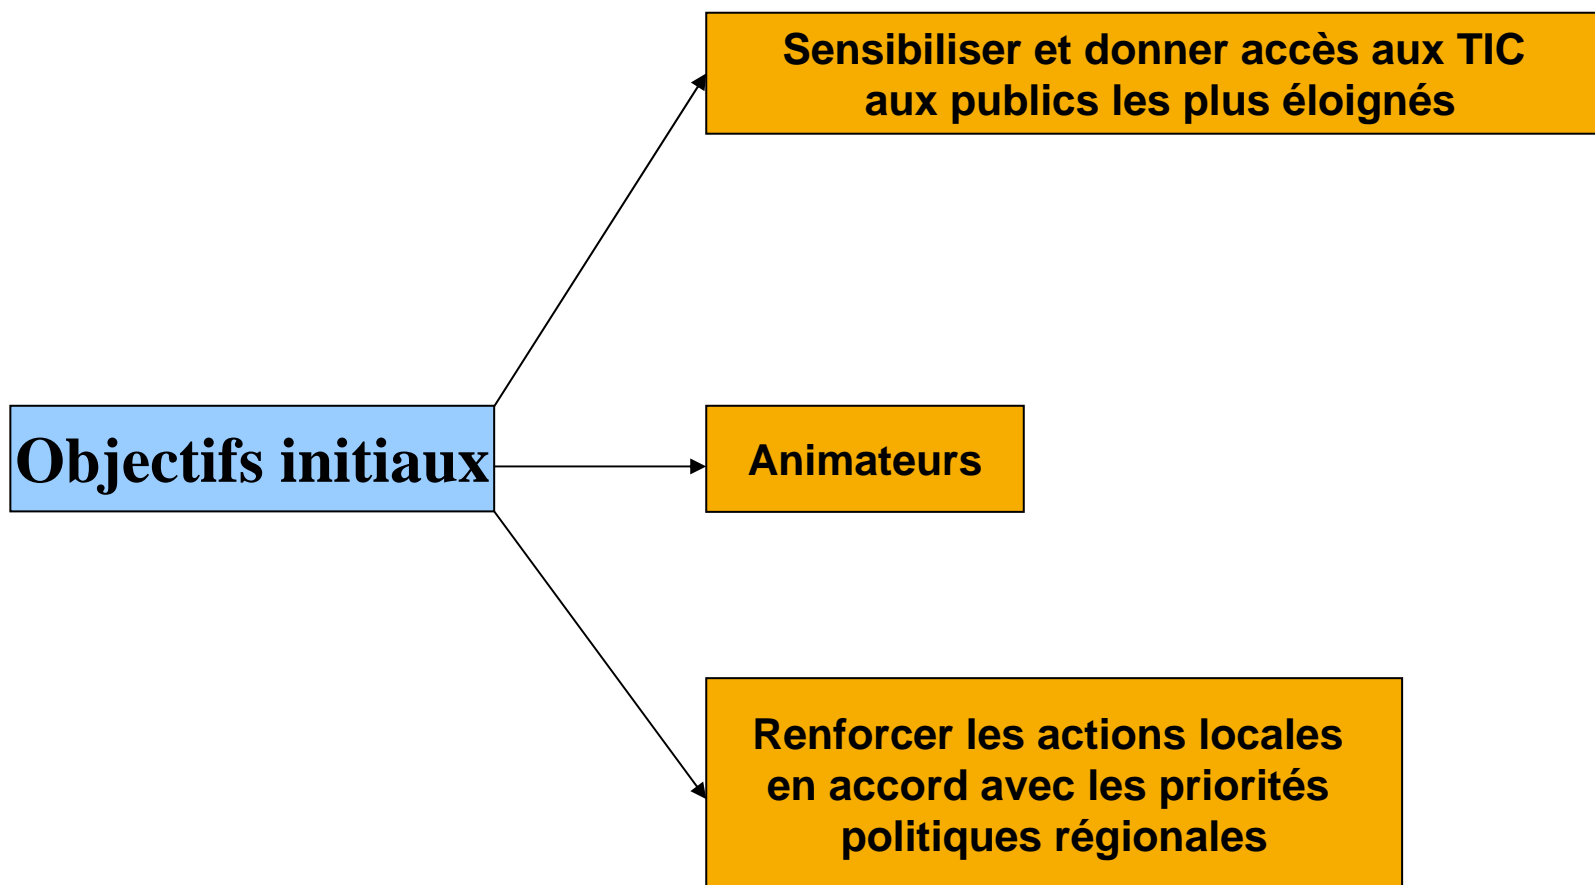 Sensibiliser et donner accès aux TIC
aux publics les plus éloignés
Objectifs initiaux
Animateurs
Renforcer les actions locales
en accord avec les priorités
politiques régionales